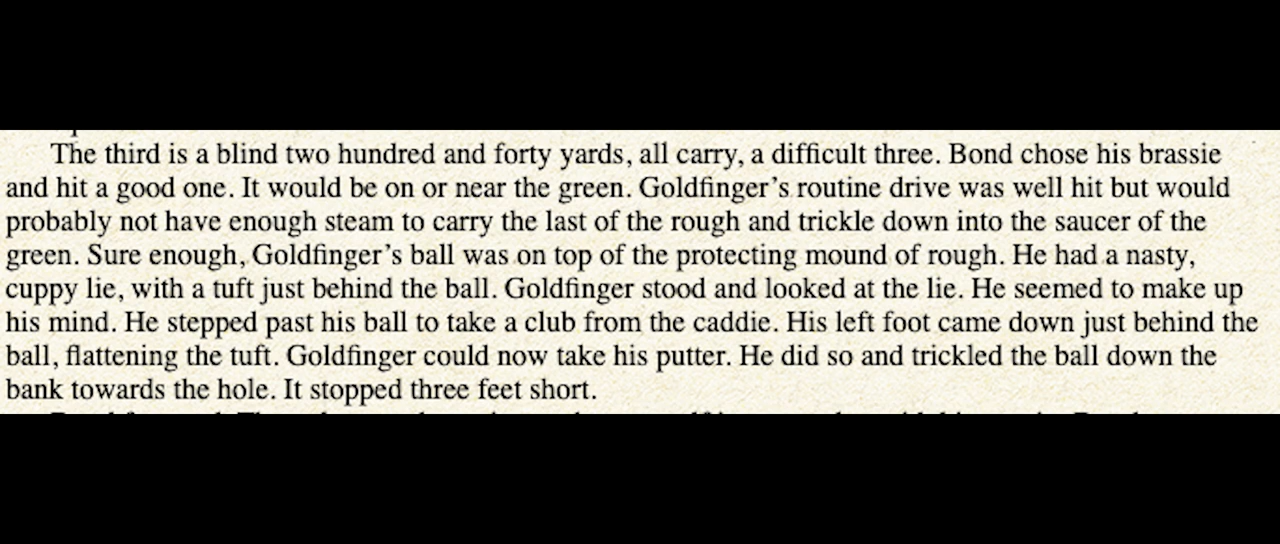 The third is a blind two hundred and forty yards, all carry, a difficult three. Bond chose his brassie
and hit a good one. It would be on or near the green. Goldfinger’s routine drive was well hit but would
probably not have enough steam to carry the last of the rough and trickle down into the saucer of the
green. Sure enough, Goldfinger’s ball was on top of the protecting mound of rough. He had a nasty,
cuppy lie, with a tuft just behind the ball. Goldfinger stood and looked at the lie. He seemed to make up
his mind. He stepped past his ball to take a club from the caddie. His left foot came down just behind the
ball, flattening the tuft. Goldfinger could now take his putter. He did so and trickled the ball down the
bank towards the hole. It stopped three feet short.